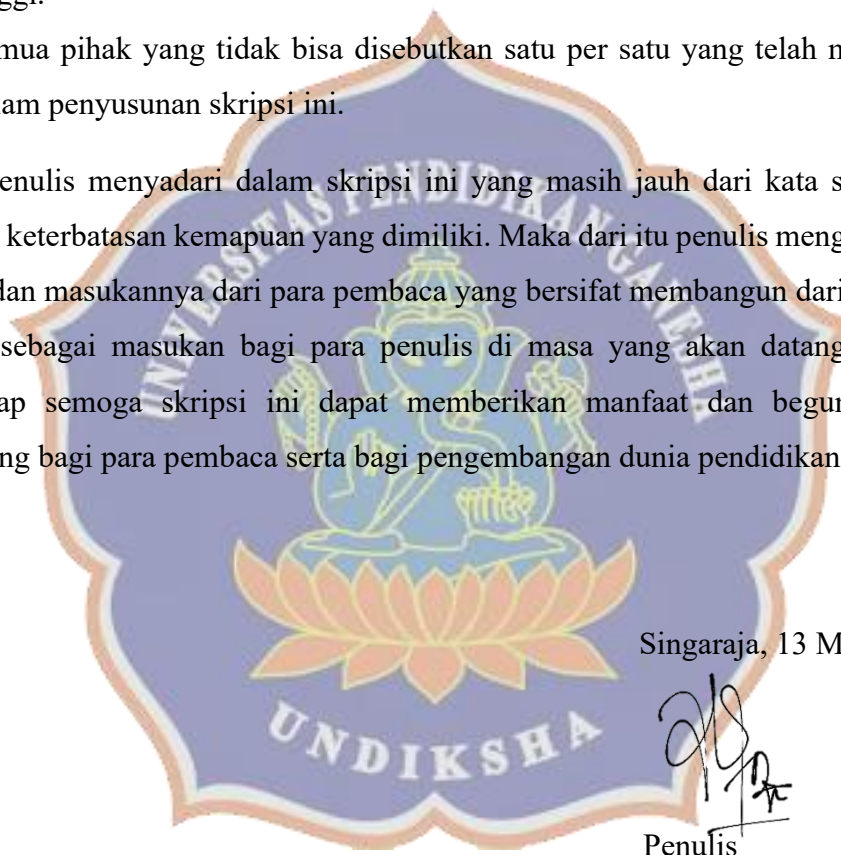 ggi.
mua pihak yang tidak bisa disebutkan satu per satu yang telah
lam penyusunan skripsi ini.
enulis menyadari dalam skripsi ini yang masih jauh dari kata
keterbatasan kemapuan yang dimiliki. Maka dari itu penulis meng
dan masukannya dari para pembaca yang bersifat membangun dari
sebagai masukan bagi para penulis di masa yang akan datang
ap semoga skripsi ini dapat memberikan manfaat dan begur
ng bagi para pembaca serta bagi pengembangan dunia pendidikan
UNIVERSITAS PENDIDIKAN GANESHA
UNDIKSHA
Singaraja, 13 M
Penulis